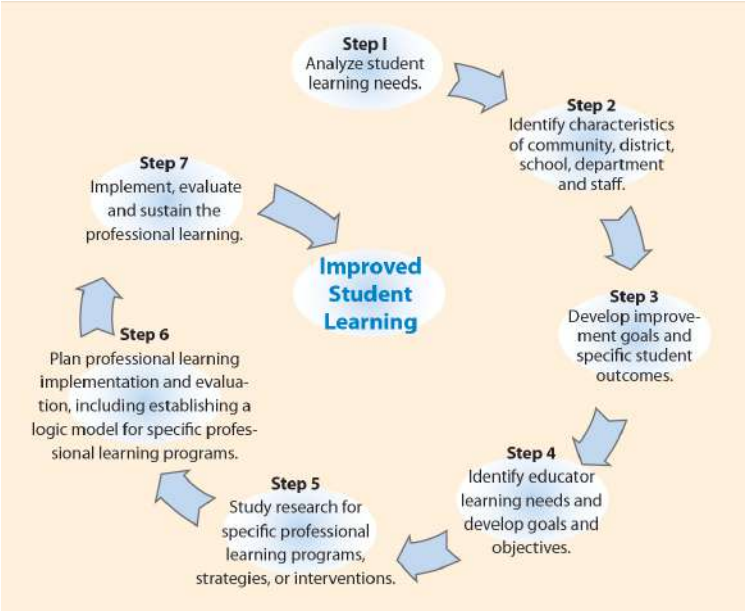 Step I
Analyze student
learning needs.
Step 2
Identify characteristics
of community, district,
school, department
and staff.
Step 3
Develop improve-
ment goals and
specific student
outcomes.
Step 4
Identify educator
learning needs and
develop goals and
objectives.
Step 5
Study research for
specific professional
learning programs,
strategies, or interventions.
Step 6
Plan professional learning
implementation and evalua-
tion, including establishing a
logic model for specific profes-
sional learning programs.
Step 7
Implement, evaluate
and sustain the
professional learning.
Improved
Student
Learning